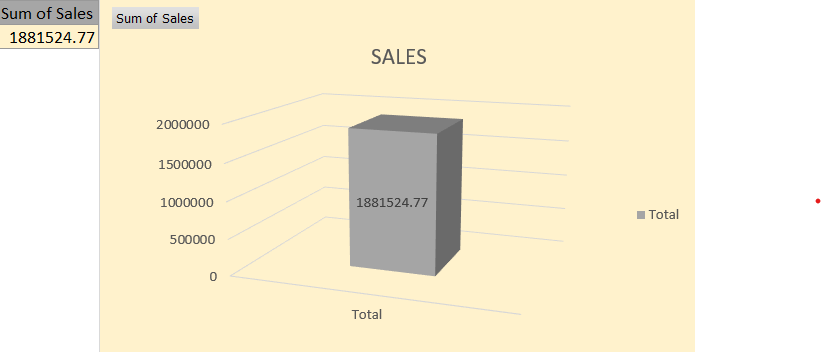 Sum of Sales
1881524.77
Sum of Sales
SALES
2000000
1500000
1000000
500000
0
1881524.77
Total
Total